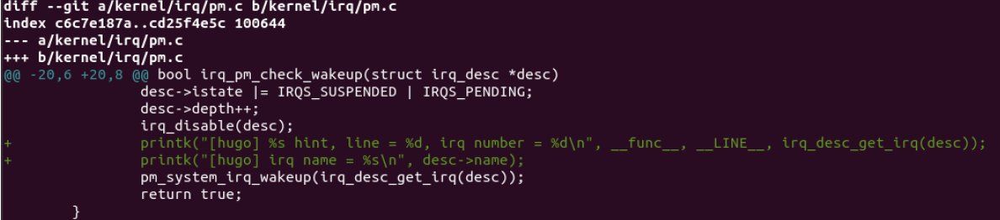 diff --git a/kernel/irq/pm.c b/kernel/irq/pm.c
index c6c7e187a..cd25f4e5c 100644
--- a/kernel/irq/pm.c
+++ b/kernel/irq/pm.c
@@ -20,6 +20,8 @@ bool irq_pm_check_wakeup(struct irq_desc *desc)
                desc->istate |= IRQS_SUSPENDED | IRQS_PENDING;
                desc->depth++;
                irq_disable(desc);
+               printk("[hugo] %s hint, line = %d, irq number = %d\n", __func__, __LINE__, irq_desc_get_irq(desc));
+               printk("[hugo] irq name = %s\n", desc->name);
                pm_system_irq_wakeup(irq_desc_get_irq(desc));
                return true;
        }